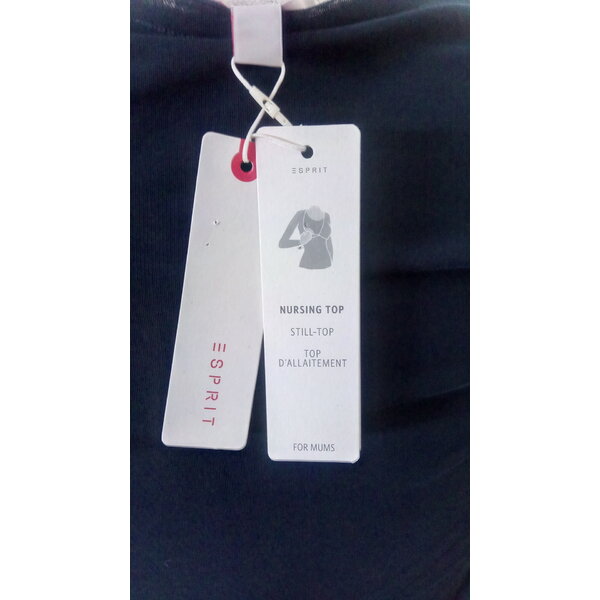 ESPRIT
ESPRIT
NURSING TOP
STILL-TOP
TOP
D'ALLAITEMENT
FOR MUMS